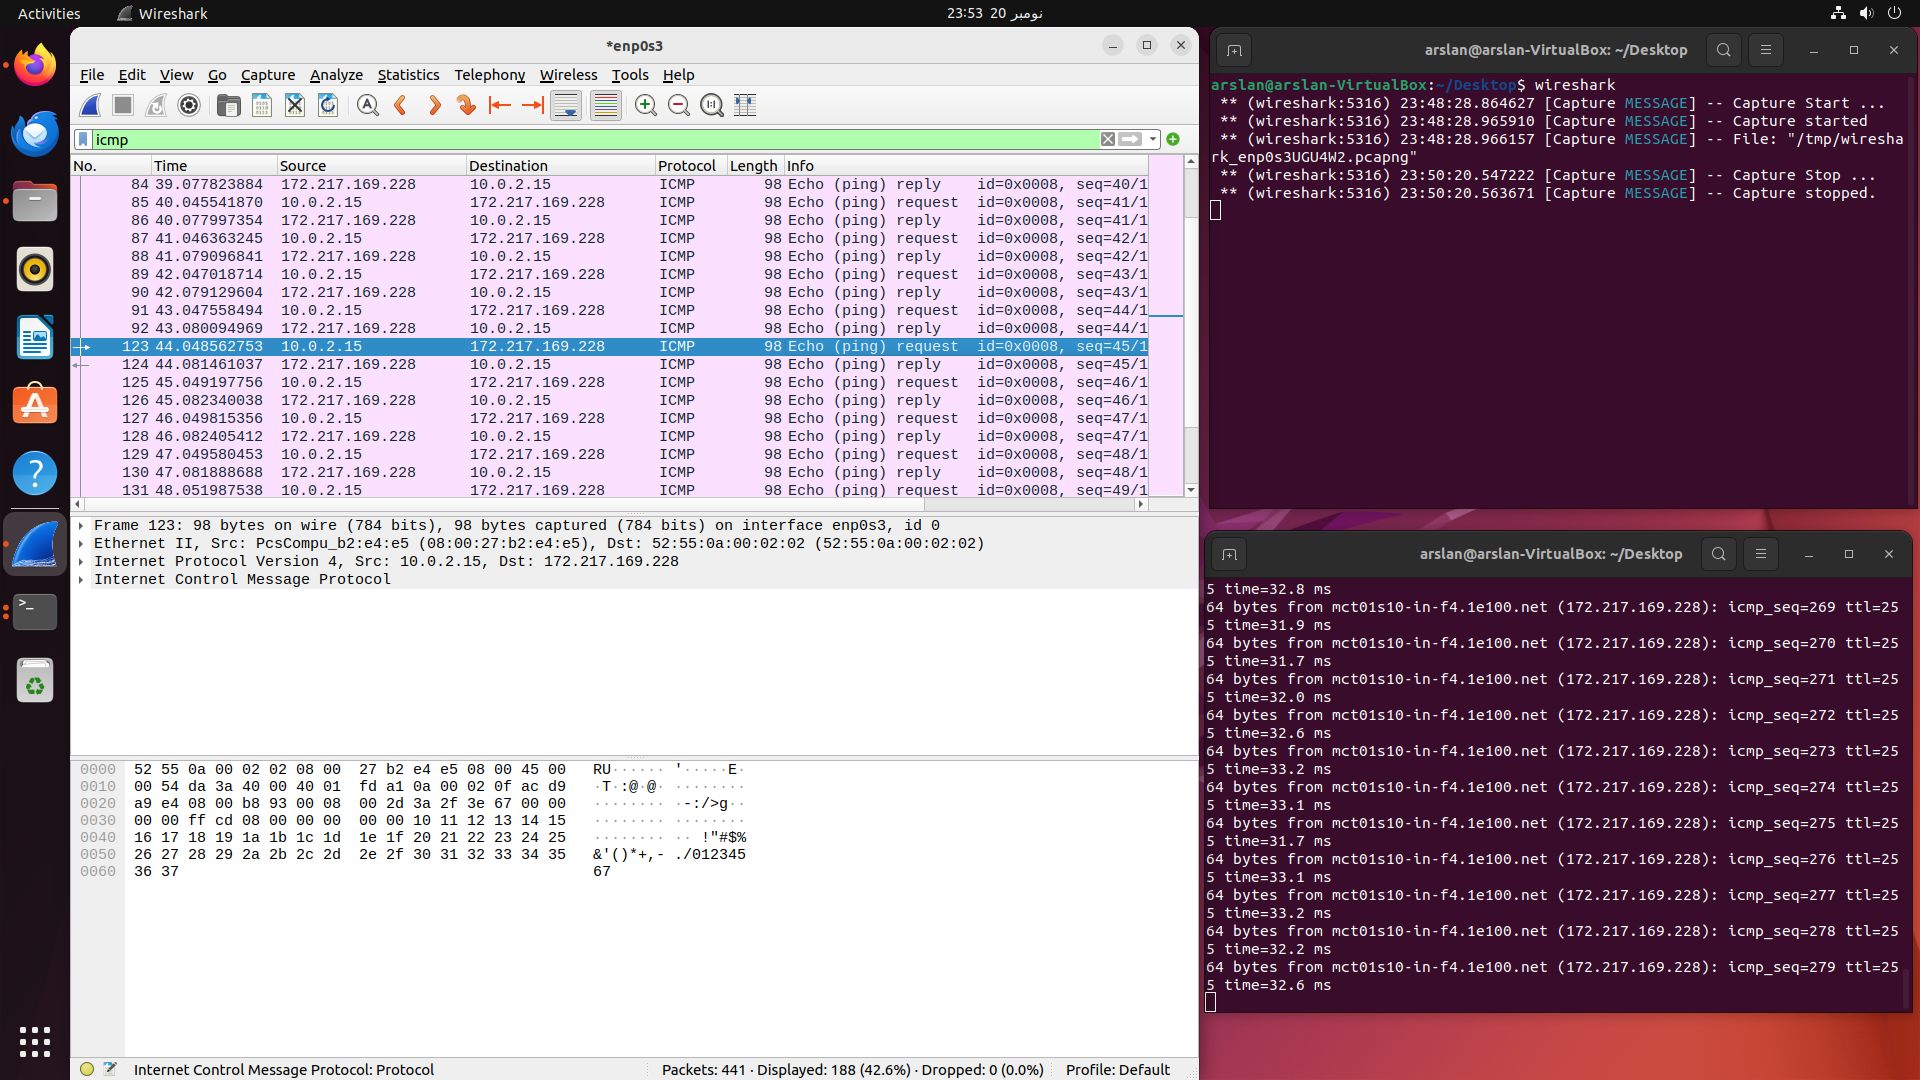 Activities
Wireshark
23:53 20 نومبر
*enp0s3
File Edit View Go Capture Analyze Statistics Telephony Wireless Tools Help
icmp
No. Time Source Destination Protocol Length Info
84 39.077823884 172.217.169.228 10.0.2.15 ICMP 98 Echo (ping) reply id=0x0008, seq=40/1
85 40.045541870 10.0.2.15 172.217.169.228 ICMP 98 Echo (ping) request id=0x0008, seq=41/1
86 40.077997354 172.217.169.228 10.0.2.15 ICMP 98 Echo (ping) reply id=0x0008, seq=41/1
87 41.046363245 10.0.2.15 172.217.169.228 ICMP 98 Echo (ping) request id=0x0008, seq=42/1
88 41.079096841 172.217.169.228 10.0.2.15 ICMP 98 Echo (ping) reply id=0x0008, seq=42/1
89 42.047018714 10.0.2.15 172.217.169.228 ICMP 98 Echo (ping) request id=0x0008, seq=43/1
90 42.079129604 172.217.169.228 10.0.2.15 ICMP 98 Echo (ping) reply id=0x0008, seq=43/1
91 43.047558494 10.0.2.15 172.217.169.228 ICMP 98 Echo (ping) request id=0x0008, seq=44/1
92 43.080094969 172.217.169.228 10.0.2.15 ICMP 98 Echo (ping) reply id=0x0008, seq=44/1
123 44.048562753 10.0.2.15 172.217.169.228 ICMP 98 Echo (ping) request id=0x0008, seq=45/1
124 44.081461037 172.217.169.228 10.0.2.15 ICMP 98 Echo (ping) reply id=0x0008, seq=45/1
125 45.049197756 10.0.2.15 172.217.169.228 ICMP 98 Echo (ping) request id=0x0008, seq=46/1
126 45.082340038 172.217.169.228 10.0.2.15 ICMP 98 Echo (ping) reply id=0x0008, seq=46/1
127 46.049815356 10.0.2.15 172.217.169.228 ICMP 98 Echo (ping) request id=0x0008, seq=47/1
128 46.082405412 172.217.169.228 10.0.2.15 ICMP 98 Echo (ping) reply id=0x0008, seq=47/1
129 47.049580453 10.0.2.15 172.217.169.228 ICMP 98 Echo (ping) request id=0x0008, seq=48/1
130 47.081888688 172.217.169.228 10.0.2.15 ICMP 98 Echo (ping) reply id=0x0008, seq=48/1
131 48.051987538 10.0.2.15 172.217.169.228 ICMP 98 Echo (ping) request id=0x0008, seq=49/1
Frame 123: 98 bytes on wire (784 bits), 98 bytes captured (784 bits) on interface enp0s3, id 0
Ethernet II, Src: PcsCompu_b2:e4:e5 (08:00:27:b2:e4:e5), Dst: 52:55:0a:00:02:02 (52:55:0a:00:02:02)
Internet Protocol Version 4, Src: 10.0.2.15, Dst: 172.217.169.228
Internet Control Message Protocol
0000 52 55 0a 00 02 02 08 00 27 b2 e4 e5 08 00 45 00 RU······ '·····E·
0010 00 54 da 3a 40 00 40 01 fd a1 0a 00 02 0f ac d9 ·T·:@·@· ········
0020 a9 e4 08 00 b8 93 00 08 00 2d 3a 2f 3e 67 00 00 ········ ·-:/>g··
0030 00 00 ff cd 08 00 00 00 00 00 10 11 12 13 14 15 ········ ········
0040 16 17 18 19 1a 1b 1c 1d 1e 1f 20 21 22 23 24 25 ········ ·· !"#$%
0050 26 27 28 29 2a 2b 2c 2d 2e 2f 30 31 32 33 34 35 &'()*+,- ./012345
0060 36 37 67
Internet Control Message Protocol: Protocol
Packets: 441 · Displayed: 188 (42.6%) · Dropped: 0 (0.0%)
Profile: Default
arslan@arslan-VirtualBox: ~/Desktop
arslan@arslan-VirtualBox:~/Desktop$ wireshark
** (wireshark:5316) 23:48:28.864627 [Capture MESSAGE] -- Capture Start ...
** (wireshark:5316) 23:48:28.965910 [Capture MESSAGE] -- Capture started
** (wireshark:5316) 23:48:28.966157 [Capture MESSAGE] -- File: "/tmp/wiresha
rk_enp0s3UGU4W2.pcapng"
** (wireshark:5316) 23:50:20.547222 [Capture MESSAGE] -- Capture Stop ...
** (wireshark:5316) 23:50:20.563671 [Capture MESSAGE] -- Capture stopped.
arslan@arslan-VirtualBox: ~/Desktop
5 time=32.8 ms
64 bytes from mct01s10-in-f4.1e100.net (172.217.169.228): icmp_seq=269 ttl=25
5 time=31.9 ms
64 bytes from mct01s10-in-f4.1e100.net (172.217.169.228): icmp_seq=270 ttl=25
5 time=31.7 ms
64 bytes from mct01s10-in-f4.1e100.net (172.217.169.228): icmp_seq=271 ttl=25
5 time=32.0 ms
64 bytes from mct01s10-in-f4.1e100.net (172.217.169.228): icmp_seq=272 ttl=25
5 time=32.6 ms
64 bytes from mct01s10-in-f4.1e100.net (172.217.169.228): icmp_seq=273 ttl=25
5 time=33.2 ms
64 bytes from mct01s10-in-f4.1e100.net (172.217.169.228): icmp_seq=274 ttl=25
5 time=33.1 ms
64 bytes from mct01s10-in-f4.1e100.net (172.217.169.228): icmp_seq=275 ttl=25
5 time=31.7 ms
64 bytes from mct01s10-in-f4.1e100.net (172.217.169.228): icmp_seq=276 ttl=25
5 time=33.1 ms
64 bytes from mct01s10-in-f4.1e100.net (172.217.169.228): icmp_seq=277 ttl=25
5 time=33.2 ms
64 bytes from mct01s10-in-f4.1e100.net (172.217.169.228): icmp_seq=278 ttl=25
5 time=32.2 ms
64 bytes from mct01s10-in-f4.1e100.net (172.217.169.228): icmp_seq=279 ttl=25
5 time=32.6 ms